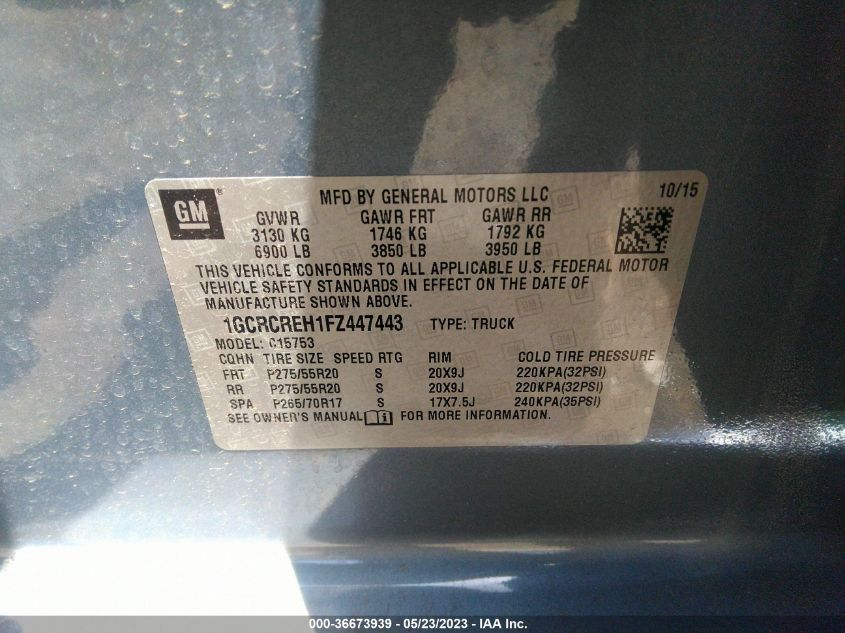 GM ® MFD BY GENERAL MOTORS LLC 10/15
GVWR GAWR FRT GAWR RR
3130 KG 1746 KG 1792 KG
6900 LB 3850 LB 3950 LB
THIS VEHICLE CONFORMS TO ALL APPLICABLE U.S. FEDERAL MOTOR
VEHICLE SAFETY STANDARDS IN EFFECT ON THE DATE OF
MANUFACTURE SHOWN ABOVE.
1GCRCREH1FZ447443 TYPE: TRUCK
MODEL: C15753
CQHN TIRE SIZE SPEED RTG RIM COLD TIRE PRESSURE
FRT P275/55R20 S 20X9J 220KPA(32PSI)
RR P275/55R20 S 20X9J 220KPA(32PSI)
SPA P265/70R17 S 17X7.5J 240KPA(35PSI)
SEE OWNER'S MANUAL i FOR MORE INFORMATION.
000-36673939 - 05/23/2023 - IAA Inc.